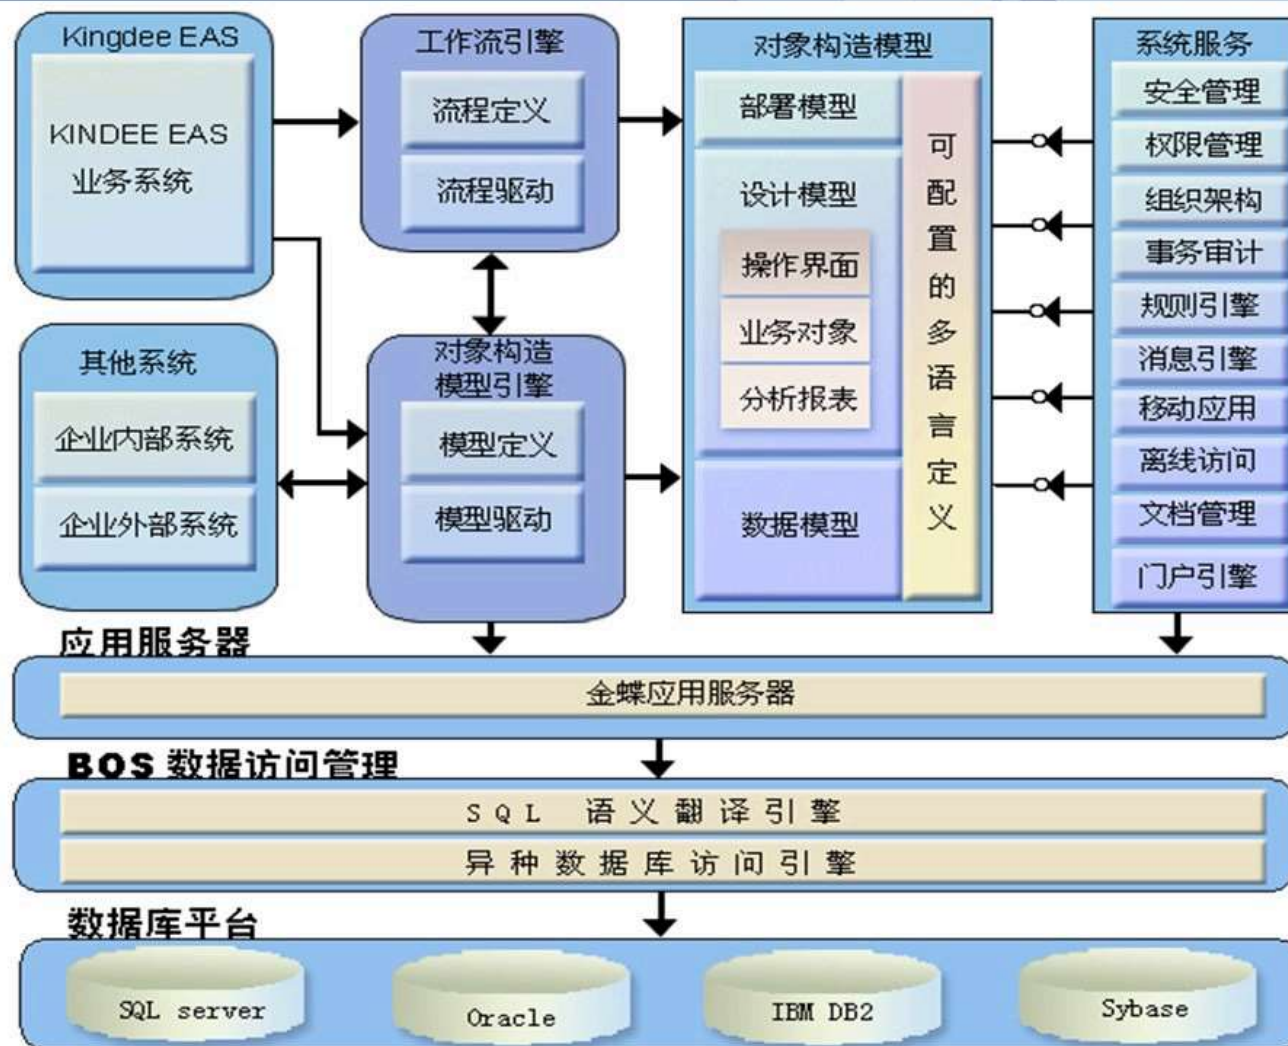 Kingdee EAS
KINDEE EAS
业务系统
其他系统
企业内部系统
企业外部系统
工作流引擎
流程定义
流程驱动
对象构造
模型引擎
模型定义
模型驱动
对象构造模型
部署模型
设计模型
操作界面
业务对象
分析报表
数据模型
可配置的多语言定义
系统服务
安全管理
权限管理
组织架构
事务审计
规则引擎
消息引擎
移动应用
离线访问
文档管理
门户引擎
应用服务器
金蝶应用服务器
BOS 数据访问管理
SQL 语义翻译引擎
异种数据库访问引擎
数据库平台
SQL server
Oracle
IBM DB2
Sybase